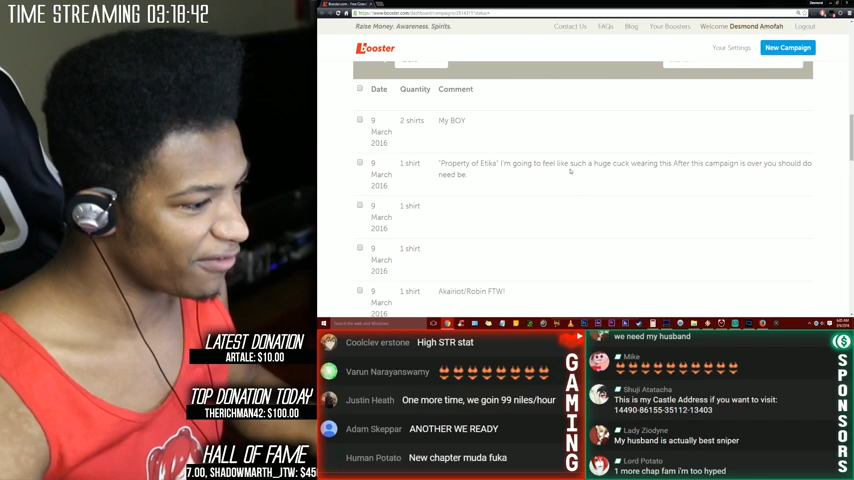 TIME STREAMING 03:18:42
Raise Money. Awareness. Spirits.
Contact Us FAQs Blog Your Boosters Welcome Desmond Amofah Logout
Booster Your Settings New Campaign
Date Quantity Comment
9 March 2016 2 shirts My BOY
9 March 2016 1 shirt "Property of Etika" I'm going to feel like such a huge cuck wearing this After this campaign is over you should do
need be.
9 March 2016 1 shirt
9 March 2016 1 shirt
9 March 2016 1 shirt Akairiot/Robin FTW!
Search the web and Windows
LATEST DONATION
ARTALE: $10.00
TOP DONATION TODAY
THERICHMAN42: $100.00
HALL OF FAME
7.00, SHADOWMARTH_JTW: $45
Coolclev erstone High STR stat
Varun Narayanswamy
Justin Heath One more time, we goin 99 niles/hour
Adam Skeppar ANOTHER WE READY
Human Potato New chapter muda fuka
GAMING
we need my husband
Mike
Shuji Atatacha
This is my Castle Address if you want to visit:
14490-86155-35112-13403
Lady Ziodyne
My husband is actually best sniper
Lord Potato
1 more chap fam i'm too hyped
SPONSORS